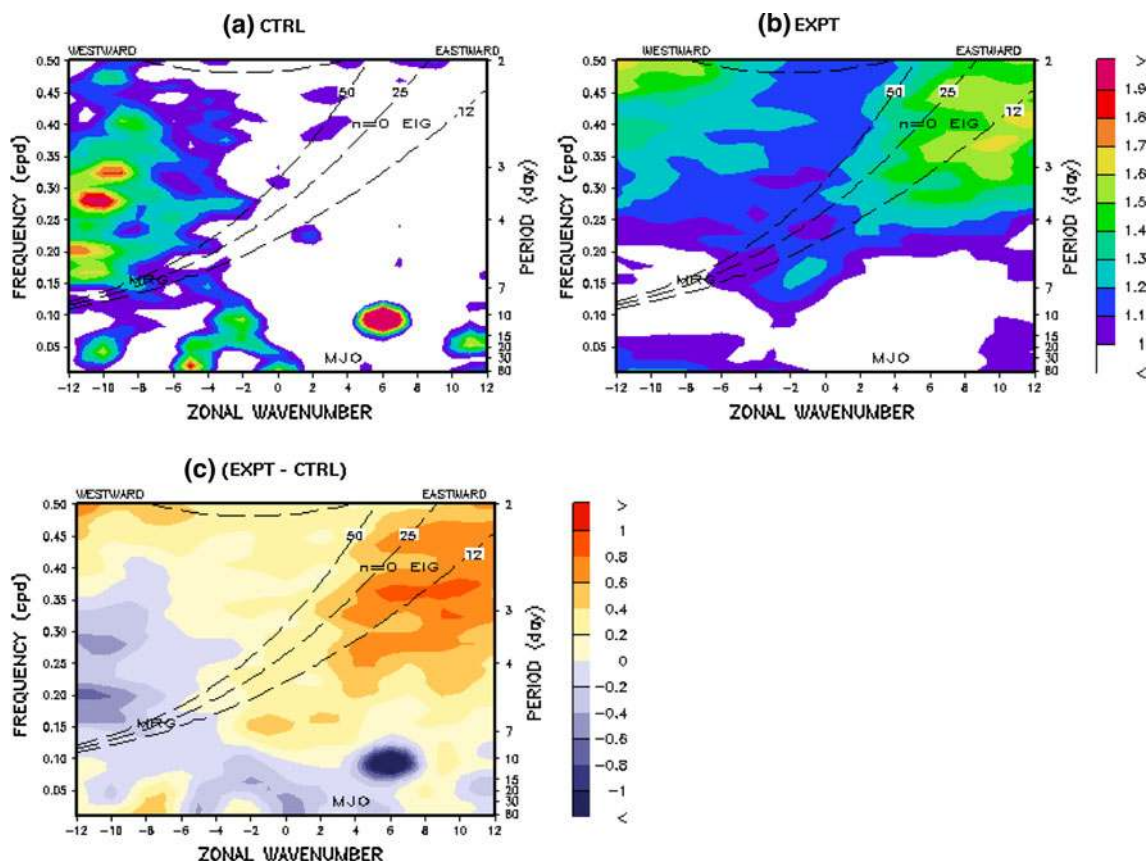 (a) CTRL
WESTWARD EASTWARD
0.50
0.45
0.40
0.35
0.30
0.25
0.20
0.15
0.10
0.05
FREQUENCY (cpd)
50 25 12
n=0 EIG
MRG
MJO
2
3
4
7
10
15
20
30
80
PERIOD (day)
-12 -10 -8 -6 -4 -2 0 2 4 6 8 10 12
ZONAL WAVENUMBER
(b) EXPT
WESTWARD EASTWARD
0.50
0.45
0.40
0.35
0.30
0.25
0.20
0.15
0.10
0.05
FREQUENCY (cpd)
50 25 12
n=0 EIG
MRG
MJO
2
3
4
7
10
15
20
30
80
PERIOD (day)
-12 -10 -8 -6 -4 -2 0 2 4 6 8 10 12
ZONAL WAVENUMBER
>
1.9
1.8
1.7
1.6
1.5
1.4
1.3
1.2
1.1
1
<
(c) (EXPT - CTRL)
WESTWARD EASTWARD
0.50
0.45
0.40
0.35
0.30
0.25
0.20
0.15
0.10
0.05
FREQUENCY (cpd)
50 25 12
n=0 EIG
MRG
MJO
2
3
4
7
10
15
20
30
80
PERIOD (day)
-12 -10 -8 -6 -4 -2 0 2 4 6 8 10 12
ZONAL WAVENUMBER
>
1
0.8
0.6
0.4
0.2
0
-0.2
-0.4
-0.6
-0.8
-1
<